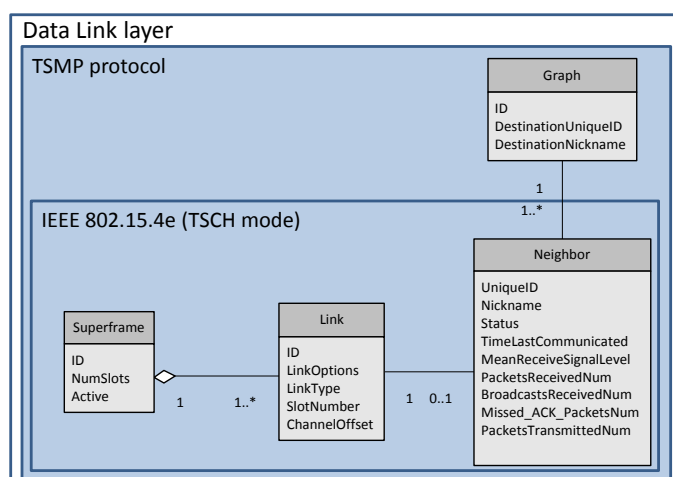 Data Link layer
TSMP protocol
Graph
ID
DestinationUniqueID
DestinationNickname
1
1..*
IEEE 802.15.4e (TSCH mode)
Superframe
ID
NumSlots
Active
1
1..*
Link
ID
LinkOptions
LinkType
SlotNumber
ChannelOffset
1
0..1
Neighbor
UniqueID
Nickname
Status
TimeLastCommunicated
MeanReceiveSignalLevel
PacketsReceivedNum
BroadcastsReceivedNum
Missed_ACK_PacketsNum
PacketsTransmittedNum